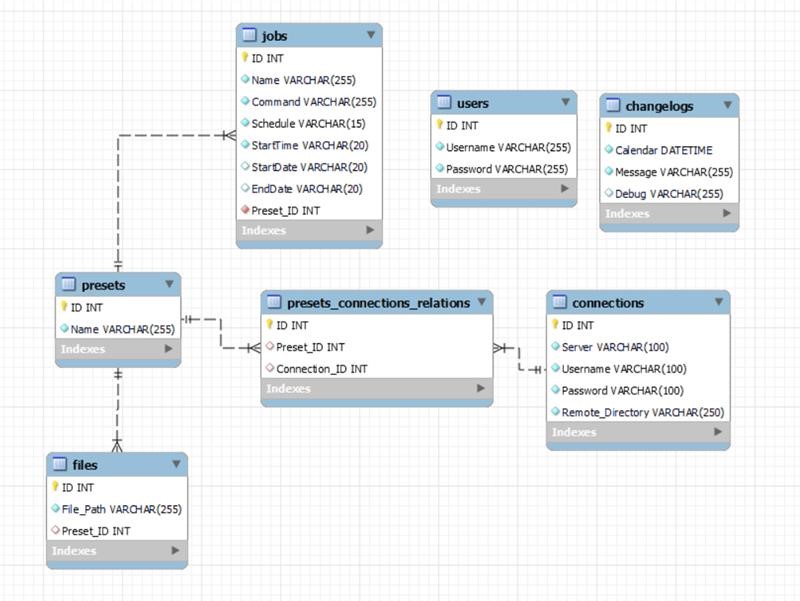 jobs
ID INT
Name VARCHAR(255)
Command VARCHAR(255)
Schedule VARCHAR(15)
StartTime VARCHAR(20)
StartDate VARCHAR(20)
EndDate VARCHAR(20)
Preset_ID INT
Indexes
users
ID INT
Username VARCHAR(255)
Password VARCHAR(255)
Indexes
changelogs
ID INT
Calendar DATETIME
Message VARCHAR(255)
Debug VARCHAR(255)
Indexes
presets
ID INT
Name VARCHAR(255)
Indexes
presets_connections_relations
ID INT
Preset_ID INT
Connection_ID INT
Indexes
connections
ID INT
Server VARCHAR(100)
Username VARCHAR(100)
Password VARCHAR(100)
Remote_Directory VARCHAR(250)
Indexes
files
ID INT
File_Path VARCHAR(255)
Preset_ID INT
Indexes